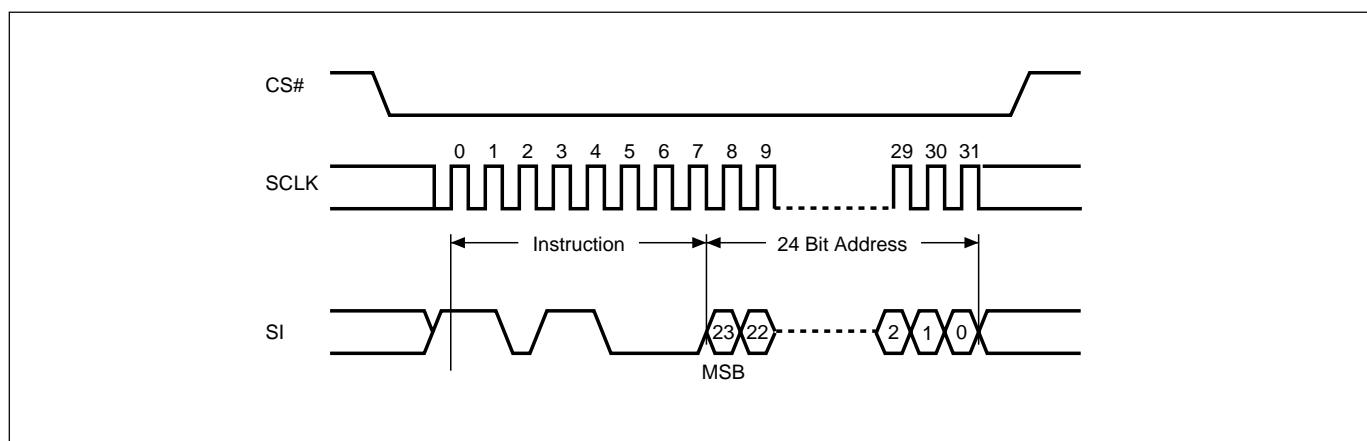 CS#
0 1 2 3 4 5 6 7 8 9 29 30 31
SCLK
Instruction 24 Bit Address
SI 23 22 2 1 0
MSB